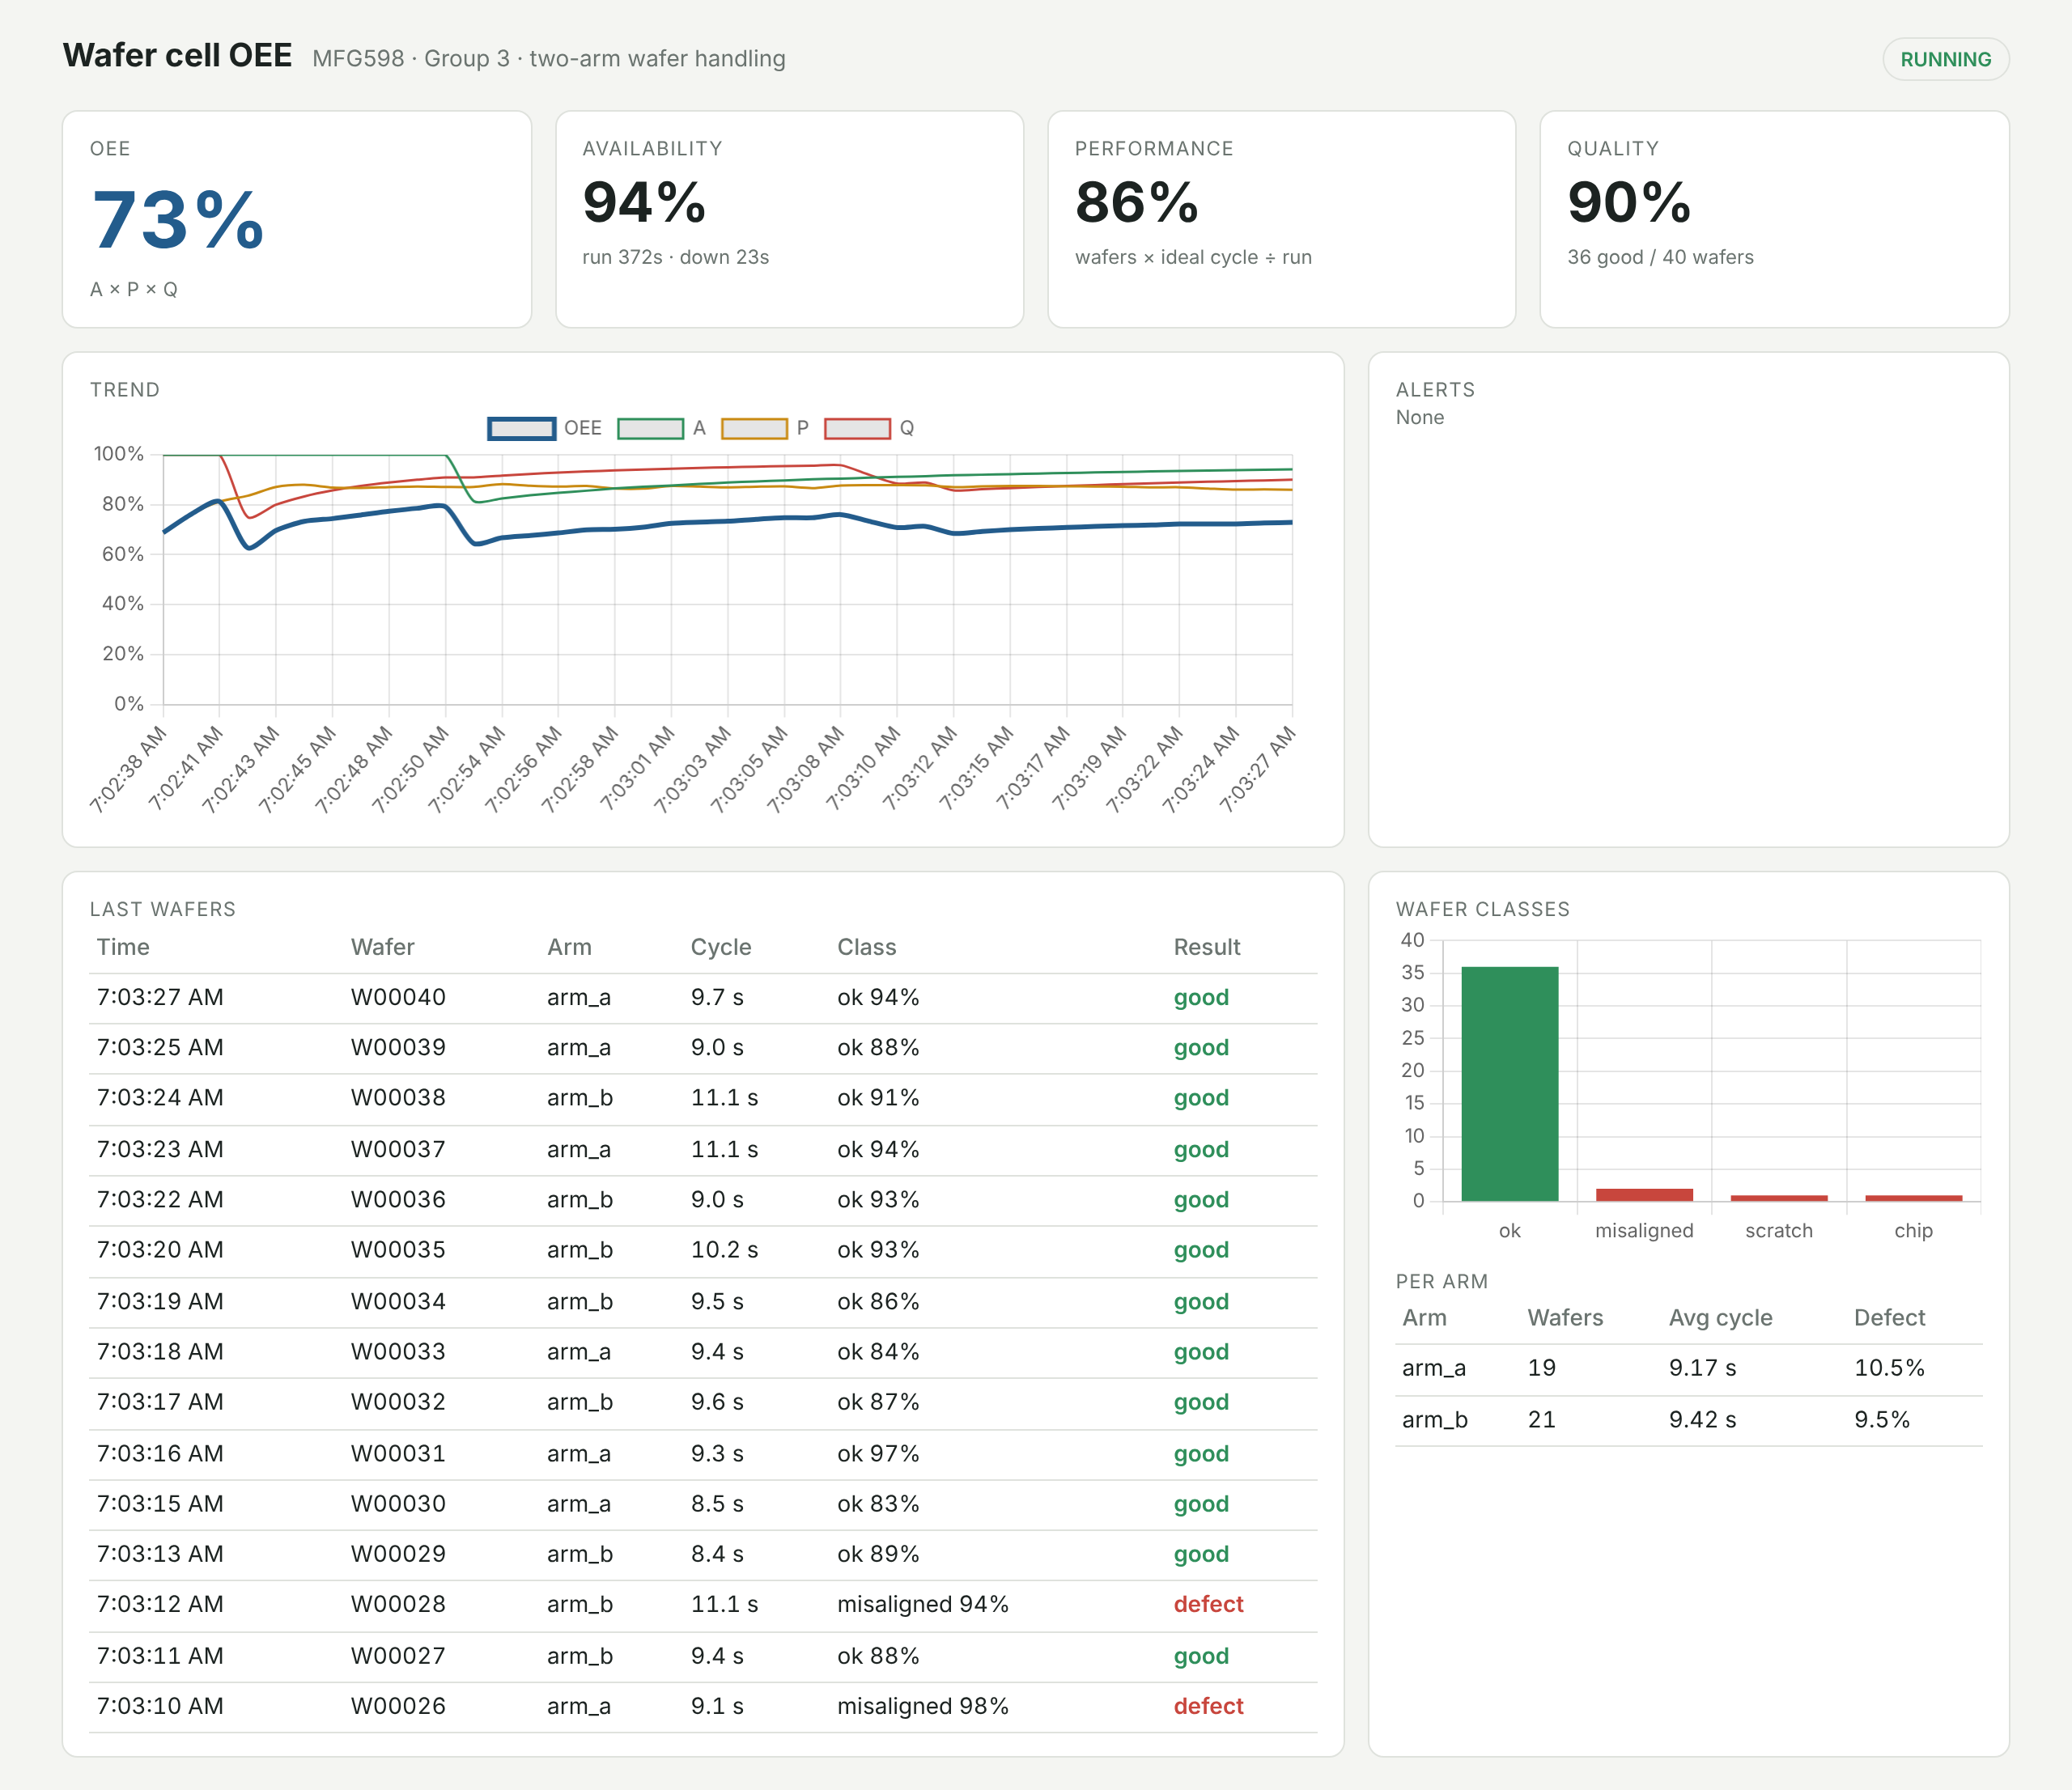 Wafer cell OEE MFG598 · Group 3 · two-arm wafer handling RUNNING
OEE
73%
A × P × Q
AVAILABILITY
94%
run 372s · down 23s
PERFORMANCE
86%
wafers × ideal cycle ÷ run
QUALITY
90%
36 good / 40 wafers
TREND
OEE A P Q
100%
80%
60%
40%
20%
0%
7:02:38 AM
7:02:41 AM
7:02:43 AM
7:02:45 AM
7:02:48 AM
7:02:50 AM
7:02:54 AM
7:02:56 AM
7:02:58 AM
7:03:01 AM
7:03:03 AM
7:03:05 AM
7:03:08 AM
7:03:10 AM
7:03:12 AM
7:03:15 AM
7:03:17 AM
7:03:19 AM
7:03:22 AM
7:03:24 AM
7:03:27 AM
ALERTS
None
LAST WAFERS
Time Wafer Arm Cycle Class Result
7:03:27 AM W00040 arm_a 9.7 s ok 94% good
7:03:25 AM W00039 arm_a 9.0 s ok 88% good
7:03:24 AM W00038 arm_b 11.1 s ok 91% good
7:03:23 AM W00037 arm_a 11.1 s ok 94% good
7:03:22 AM W00036 arm_b 9.0 s ok 93% good
7:03:20 AM W00035 arm_b 10.2 s ok 93% good
7:03:19 AM W00034 arm_b 9.5 s ok 86% good
7:03:18 AM W00033 arm_a 9.4 s ok 84% good
7:03:17 AM W00032 arm_b 9.6 s ok 87% good
7:03:16 AM W00031 arm_a 9.3 s ok 97% good
7:03:15 AM W00030 arm_a 8.5 s ok 83% good
7:03:13 AM W00029 arm_b 8.4 s ok 89% good
7:03:12 AM W00028 arm_b 11.1 s misaligned 94% defect
7:03:11 AM W00027 arm_b 9.4 s ok 88% good
7:03:10 AM W00026 arm_a 9.1 s misaligned 98% defect
WAFER CLASSES
40
35
30
25
20
15
10
5
0
ok misaligned scratch chip
PER ARM
Arm Wafers Avg cycle Defect
arm_a 19 9.17 s 10.5%
arm_b 21 9.42 s 9.5%